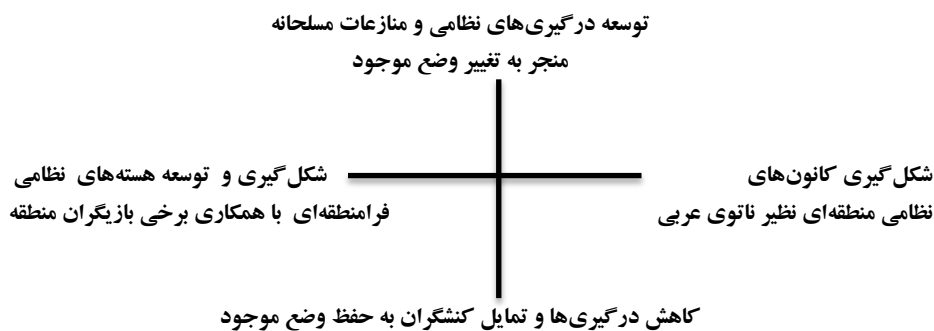 توسعه درگیری‌های نظامی و منازعات مسلحانه
منجر به تغییر وضع موجود
شکل‌گیری کانون‌های
نظامی منطقه‌ای نظیر ناتوی عربی
شکل‌گیری و توسعه هسته‌های نظامی
فرامنطقه‌ای با همکاری برخی بازیگران منطقه
کاهش درگیری‌ها و تمایل کنشگران به حفظ وضع موجود